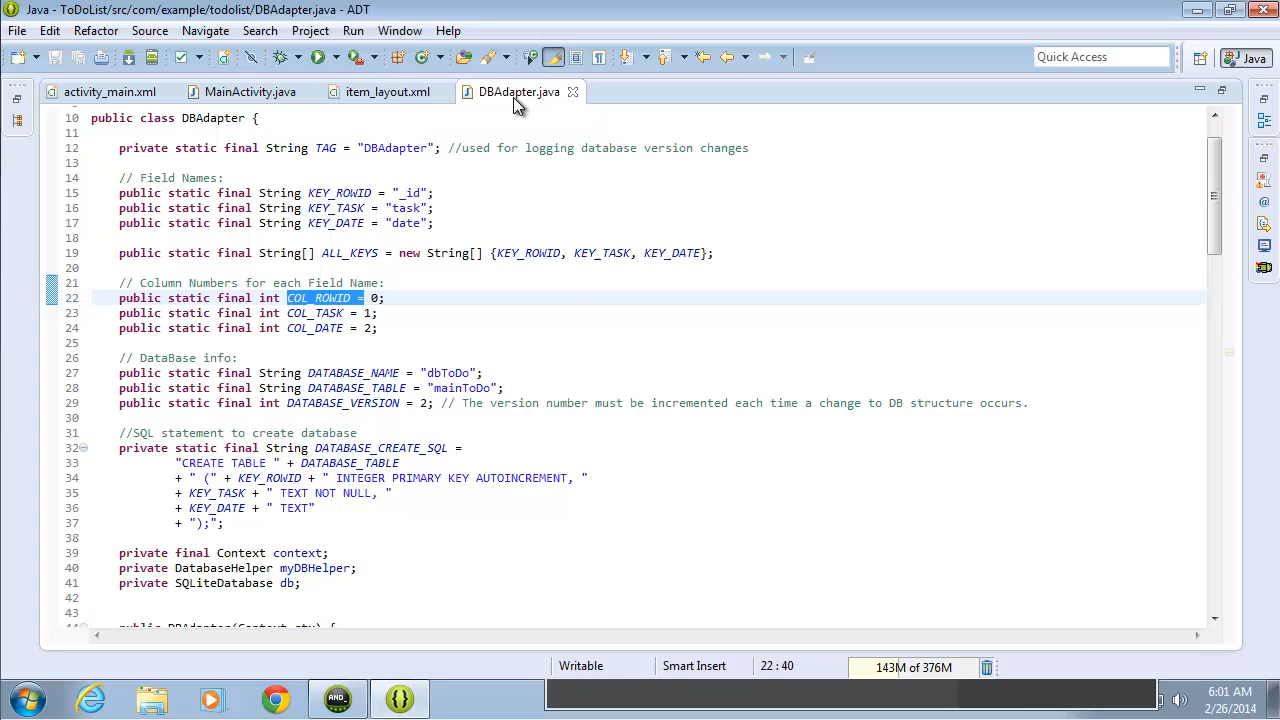 Java - ToDoList/src/com/example/todolist/DBAdapter.java - ADT
File Edit Refactor Source Navigate Search Project Run Window Help
Quick Access
Java
activity_main.xml MainActivity.java item_layout.xml DBAdapter.java
10 public class DBAdapter {
11
12 private static final String TAG = "DBAdapter"; //used for logging database version changes
13
14 // Field Names:
15 public static final String KEY_ROWID = "_id";
16 public static final String KEY_TASK = "task";
17 public static final String KEY_DATE = "date";
18
19 public static final String[] ALL_KEYS = new String[] {KEY_ROWID, KEY_TASK, KEY_DATE};
20
21 // Column Numbers for each Field Name:
22 public static final int COL_ROWID = 0;
23 public static final int COL_TASK = 1;
24 public static final int COL_DATE = 2;
25
26 // DataBase info:
27 public static final String DATABASE_NAME = "dbToDo";
28 public static final String DATABASE_TABLE = "mainToDo";
29 public static final int DATABASE_VERSION = 2; // The version number must be incremented each time a change to DB structure occurs.
30
31 //SQL statement to create database
32 private static final String DATABASE_CREATE_SQL =
33 "CREATE TABLE " + DATABASE_TABLE
34 + " (" + KEY_ROWID + " INTEGER PRIMARY KEY AUTOINCREMENT, "
35 + KEY_TASK + " TEXT NOT NULL, "
36 + KEY_DATE + " TEXT"
37 + ");";
38
39 private final Context context;
40 private DatabaseHelper myDBHelper;
41 private SQLiteDatabase db;
42
43
44 public DBAdapter(Context ctx) {
Writable Smart Insert 22 : 40 143M of 376M
AND
6:01 AM
2/26/2014